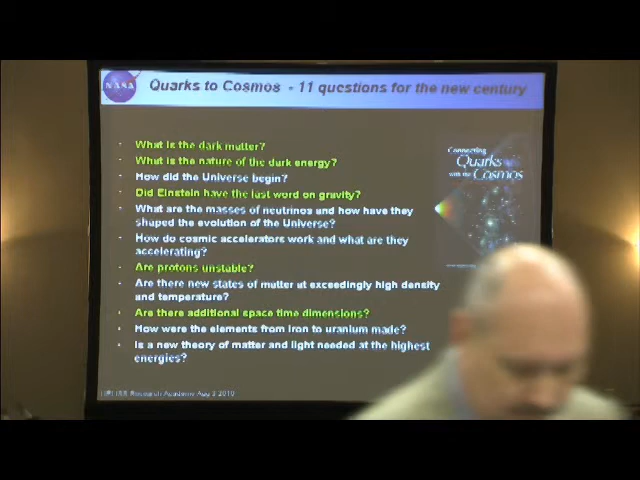 NASA
Quarks to Cosmos - 11 questions for the new century
· What is the dark matter?
· What is the nature of the dark energy?
· How did the Universe begin?
· Did Einstein have the last word on gravity?
· What are the masses of neutrinos and how have they
shaped the evolution of the Universe?
· How do cosmic accelerators work and what are they
accelerating?
· Are protons unstable?
· Are there new states of matter at exceedingly high density
and temperature?
· Are there additional space time dimensions?
· How were the elements from iron to uranium made?
· Is a new theory of matter and light needed at the highest
energies?
Connecting
Quarks
with the Cosmos
Research Academy Aug 3 2010